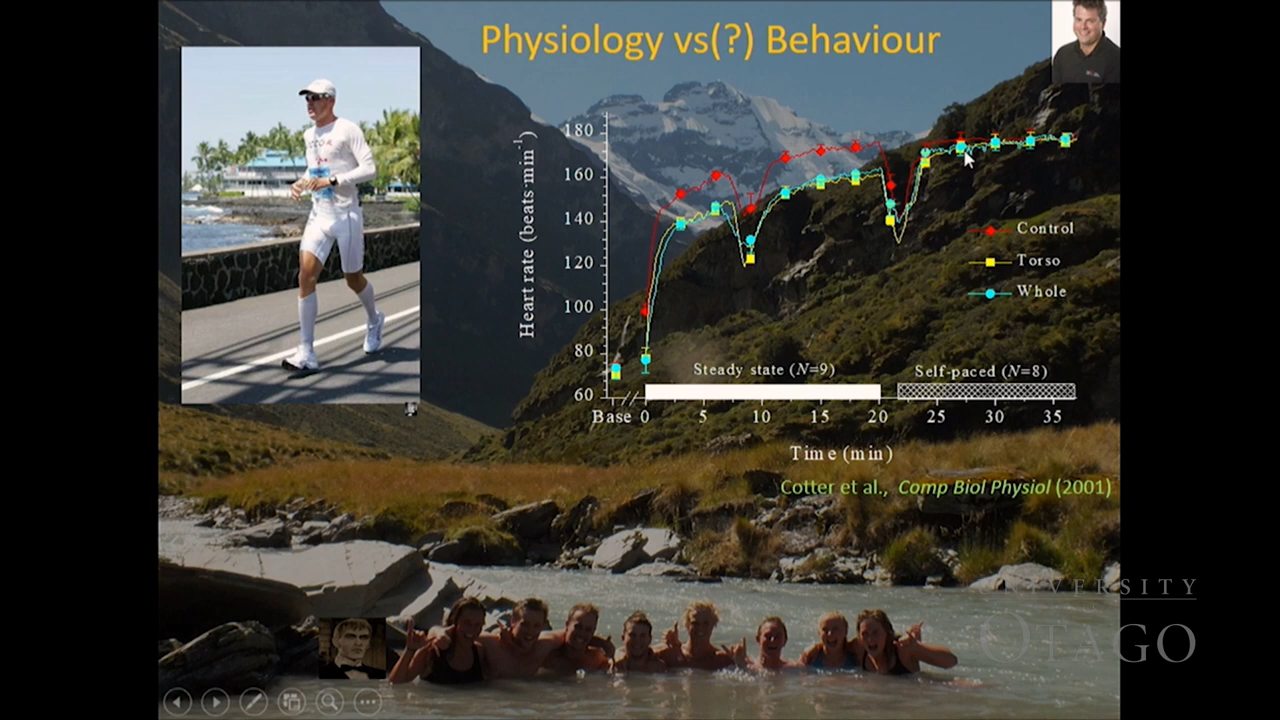 Physiology vs(?) Behaviour
Heart rate (beats·min⁻¹)
180
160
140
120
100
80
60
Control
Torso
Whole
Steady state (N=9)
Self-paced (N=8)
Base 0 5 10 15 20 25 30 35
Time (min)
Cotter et al., Comp Biol Physiol (2001)
OTAGO